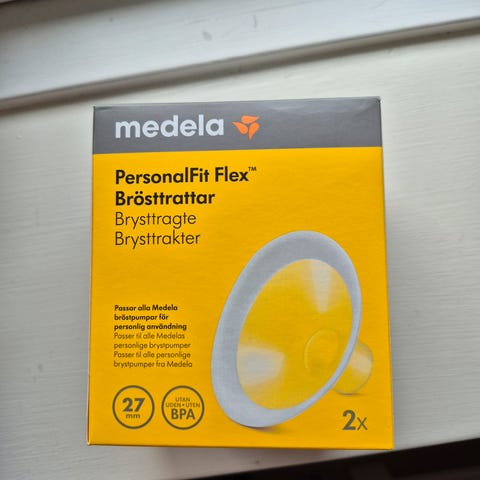 medela
PersonalFit Flex™
Brösttrattar
Brysttragte
Brysttrakter
Passar alla Medela
bröstpumpar för
personlig användning
Passer til alle Medelas
personlige brystpumper
Passer til alle personlige
brystpumper fra Medela
27
mm
UTAN
UDEN • UTEN
BPA
2x